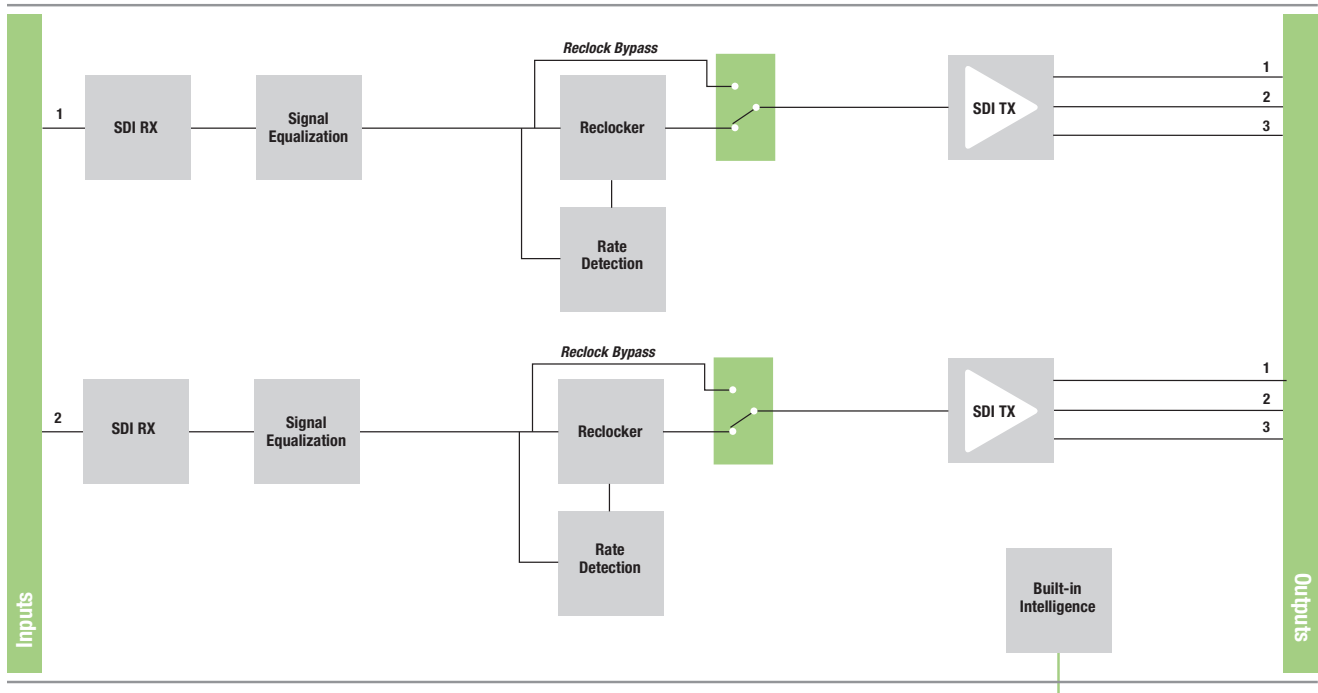 Reclock Bypass
1
SDI RX
Signal
Equalization
Reclocker
SDI TX
1
2
3
Rate
Detection
Reclock Bypass
2
SDI RX
Signal
Equalization
Reclocker
SDI TX
1
2
3
Rate
Detection
Built-in
Intelligence
Inputs
Outputs